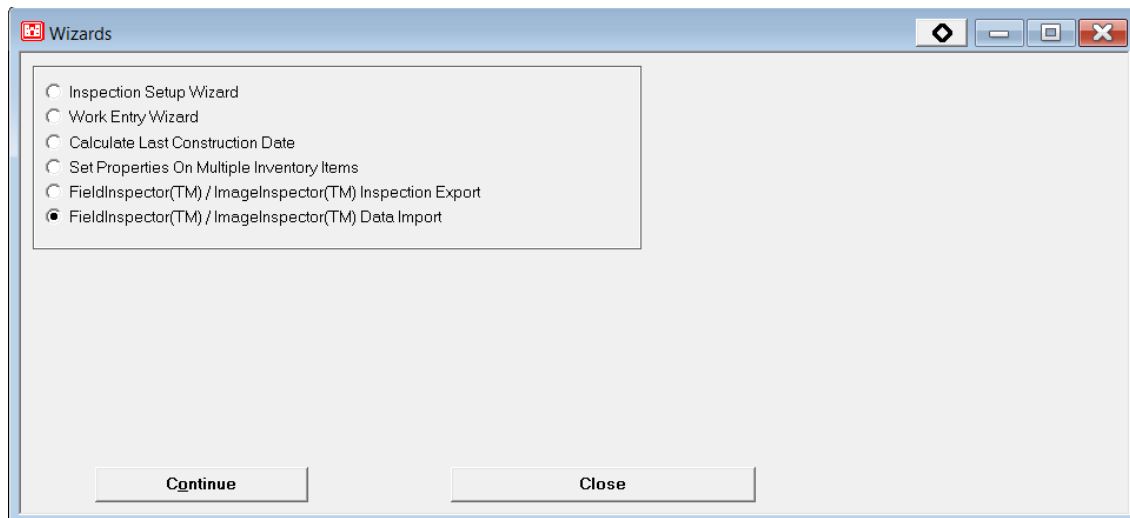 Wizards
Inspection Setup Wizard
Work Entry Wizard
Calculate Last Construction Date
Set Properties On Multiple Inventory Items
FieldInspector(TM) / ImageInspector(TM) Inspection Export
FieldInspector(TM) / ImageInspector(TM) Data Import
Continue Close